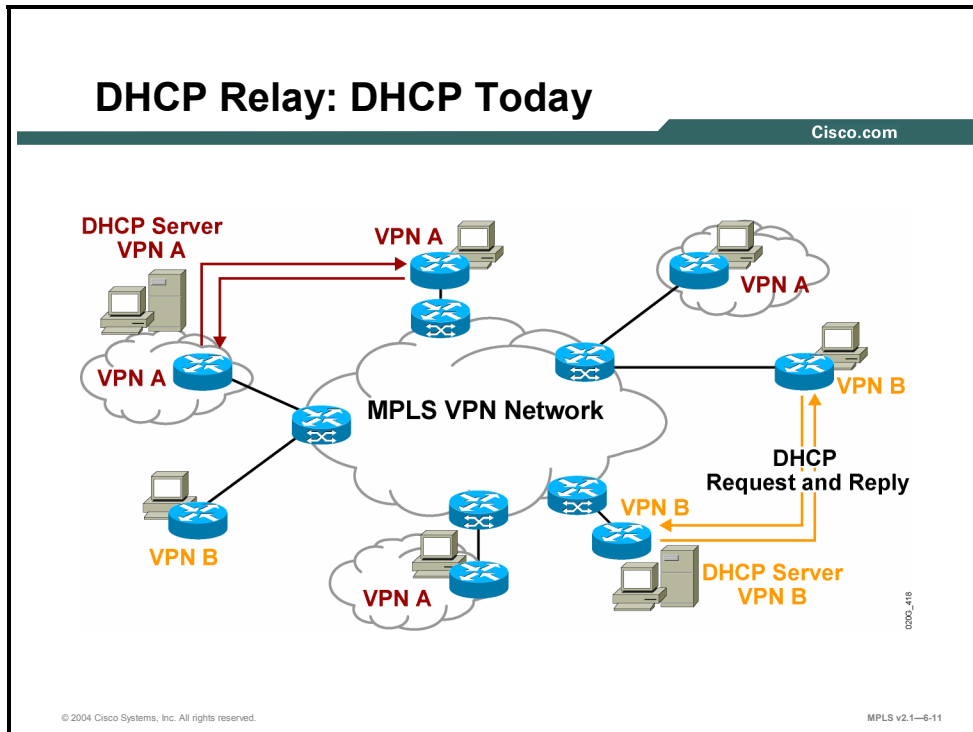 DHCP Relay: DHCP Today
Cisco.com
DHCP Server
VPN A
VPN A
VPN A
VPN A
VPN B
MPLS VPN Network
DHCP
Request and Reply
VPN B
VPN B
VPN A
DHCP Server
VPN B
020G_418
© 2004 Cisco Systems, Inc. All rights reserved.
MPLS v2.1—6-11